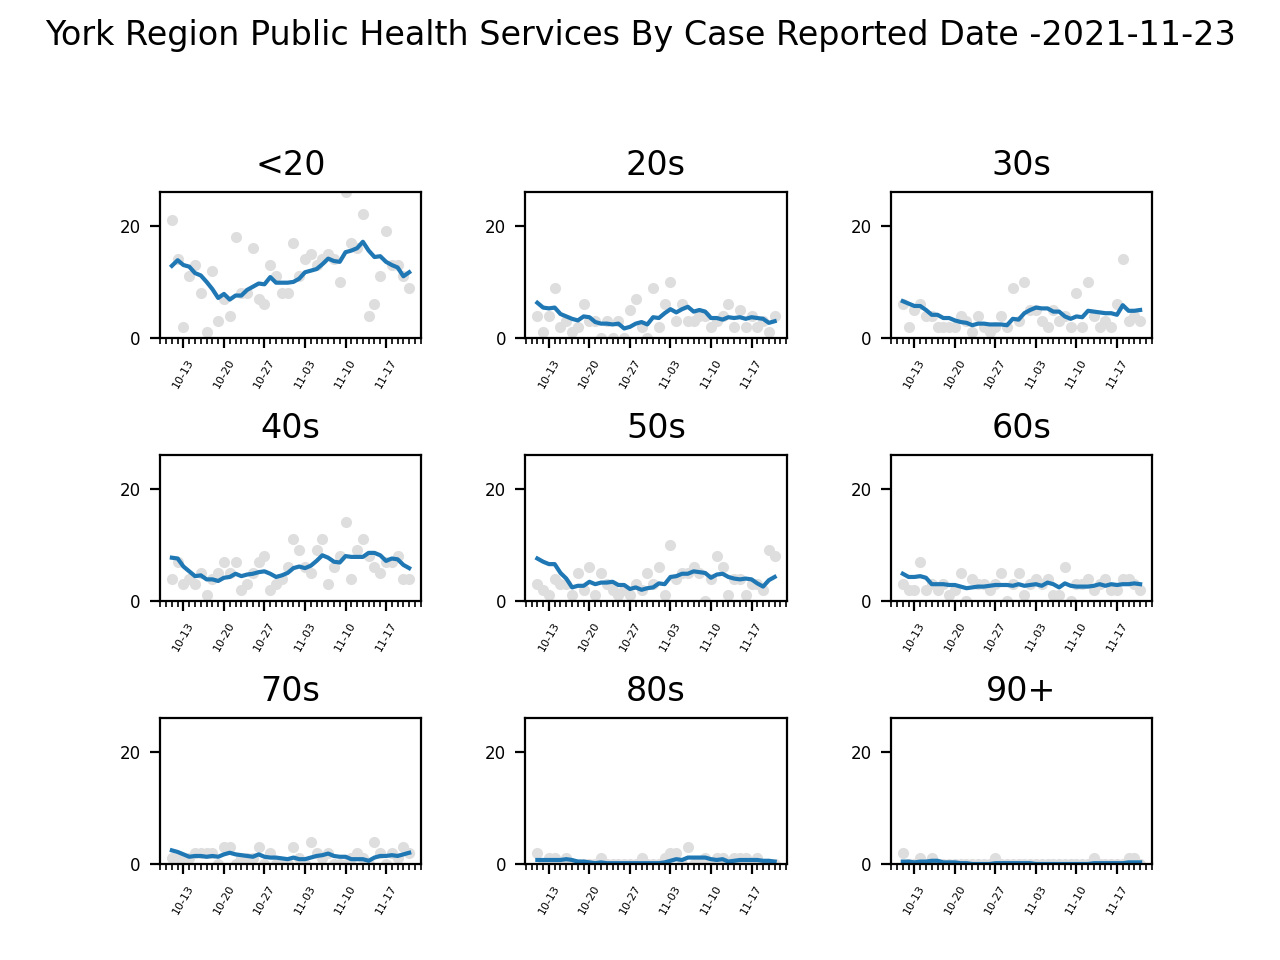 York Region Public Health Services By Case Reported Date -2021-11-23
<20 20s 30s
20 20 20
0 0 0
10-13 10-20 10-27 11-03 11-10 11-17 10-13 10-20 10-27 11-03 11-10 11-17 10-13 10-20 10-27 11-03 11-10 11-17
40s 50s 60s
20 20 20
0 0 0
10-13 10-20 10-27 11-03 11-10 11-17 10-13 10-20 10-27 11-03 11-10 11-17 10-13 10-20 10-27 11-03 11-10 11-17
70s 80s 90+
20 20 20
0 0 0
10-13 10-20 10-27 11-03 11-10 11-17 10-13 10-20 10-27 11-03 11-10 11-17 10-13 10-20 10-27 11-03 11-10 11-17